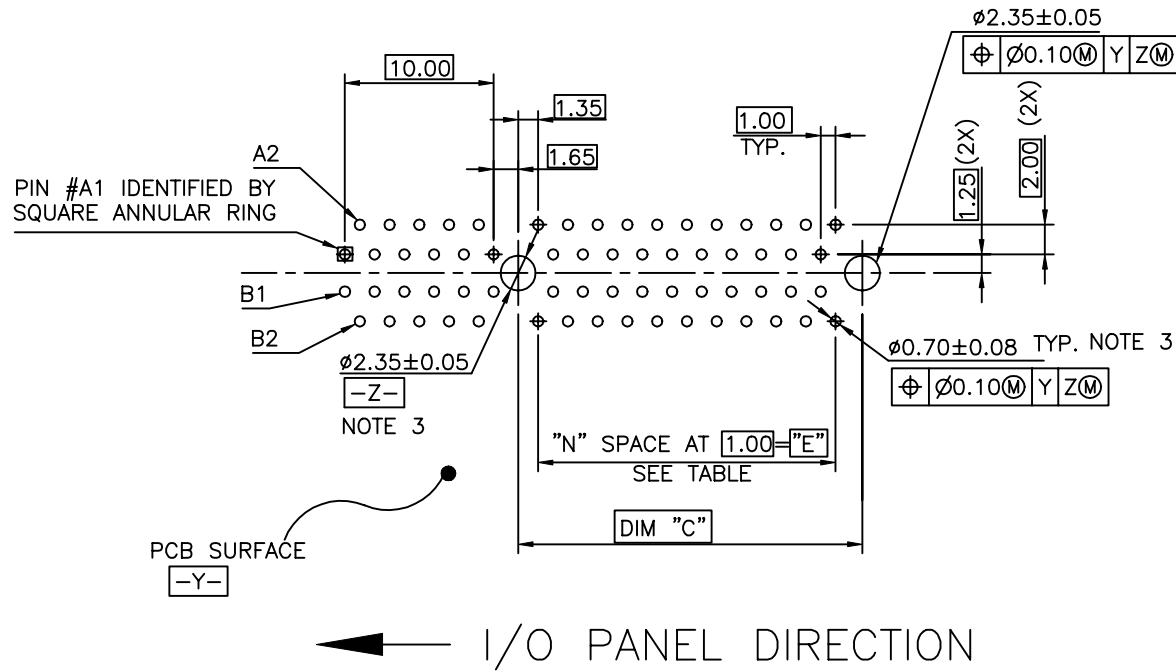 ø2.35±0.05
⌖ Ø0.10Ⓜ Y ZⓂ
10.00
1.35
1.00
TYP.
1.65
1.25 (2X)
2.00 (2X)
A2
PIN #A1 IDENTIFIED BY
SQUARE ANNULAR RING
B1
B2
ø2.35±0.05
-Z-
NOTE 3
ø0.70±0.08 TYP. NOTE 3
⌖ Ø0.10Ⓜ Y ZⓂ
"N" SPACE AT 1.00="E"
SEE TABLE
DIM "C"
PCB SURFACE
-Y-
I/O PANEL DIRECTION